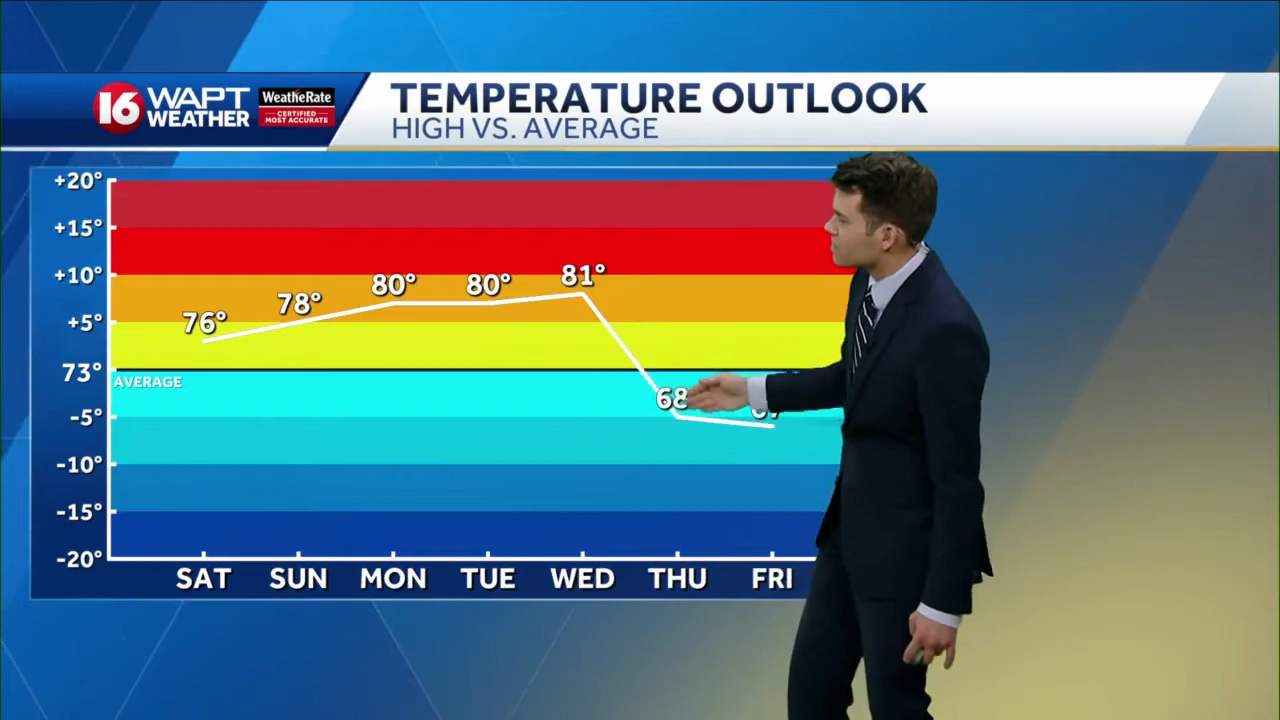 16 WAPT WEATHER
WeatheRate
CERTIFIED
MOST ACCURATE
TEMPERATURE OUTLOOK
HIGH VS. AVERAGE
+20°
+15°
+10°
+5°
73°
-5°
-10°
-15°
-20°
AVERAGE
76°
78°
80°
80°
81°
68
SAT SUN MON TUE WED THU FRI